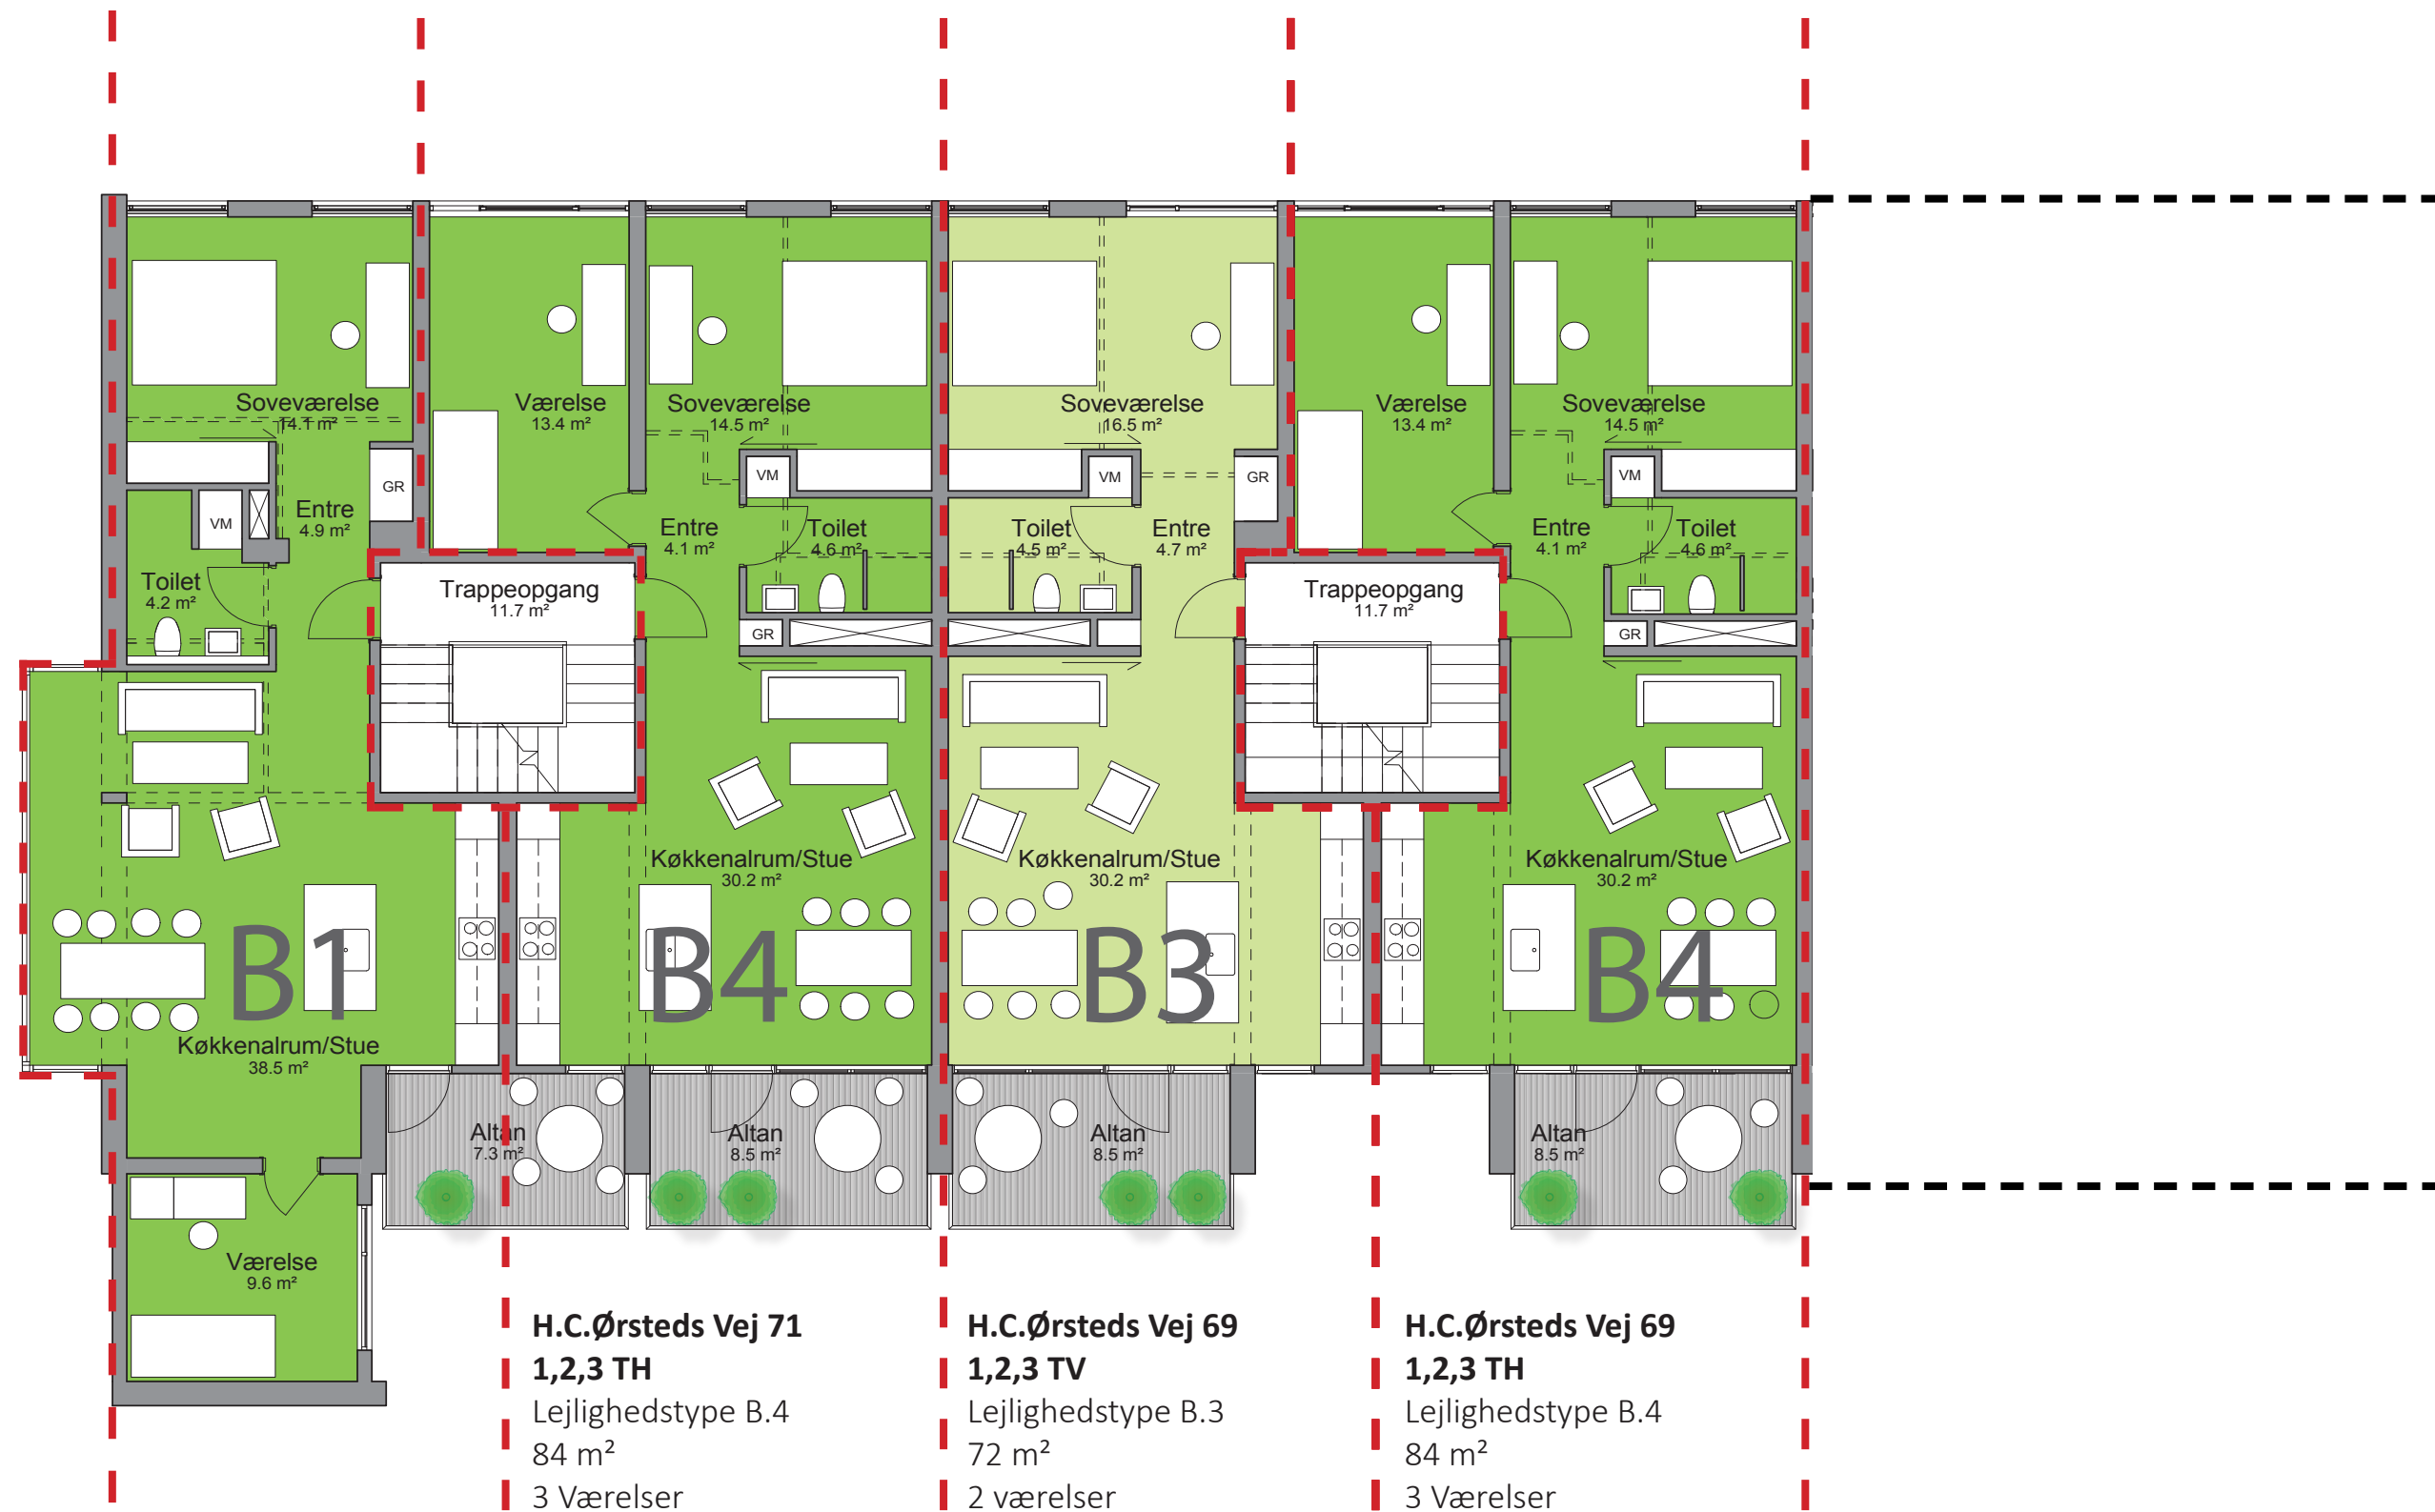 Soveværelse
14.1 m²
Værelse
13.4 m²
Soveværelse
14.5 m²
Soveværelse
16.5 m²
Værelse
13.4 m²
Soveværelse
14.5 m²
GR
VM
VM
GR
VM
VM
Entre
4.9 m²
Entre
4.1 m²
Toilet
4.6 m²
Toilet
4.5 m²
Entre
4.7 m²
Entre
4.1 m²
Toilet
4.6 m²
Toilet
4.2 m²
Trappeopgang
11.7 m²
Trappeopgang
11.7 m²
GR
GR
Køkkenalrum/Stue
30.2 m²
Køkkenalrum/Stue
30.2 m²
Køkkenalrum/Stue
30.2 m²
B1
B4
B3
B4
Køkkenalrum/Stue
38.5 m²
Altan
7.3 m²
Altan
8.5 m²
Altan
8.5 m²
Altan
8.5 m²
Værelse
9.6 m²
H.C.Ørsteds Vej 71
1,2,3 TH
Lejlighedstype B.4
84 m²
3 Værelser
H.C.Ørsteds Vej 69
1,2,3 TV
Lejlighedstype B.3
72 m²
2 værelser
H.C.Ørsteds Vej 69
1,2,3 TH
Lejlighedstype B.4
84 m²
3 Værelser